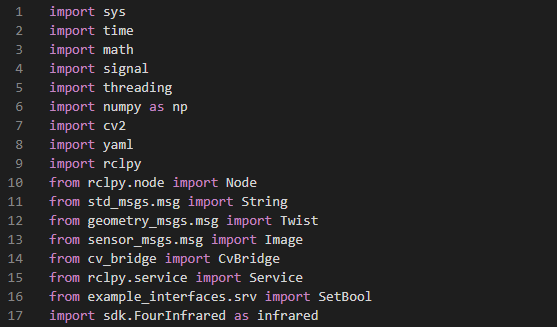 1 import sys
2 import time
3 import math
4 import signal
5 import threading
6 import numpy as np
7 import cv2
8 import yaml
9 import rclpy
10 from rclpy.node import Node
11 from std_msgs.msg import String
12 from geometry_msgs.msg import Twist
13 from sensor_msgs.msg import Image
14 from cv_bridge import CvBridge
15 from rclpy.service import Service
16 from example_interfaces.srv import SetBool
17 import sdk.FourInfrared as infrared